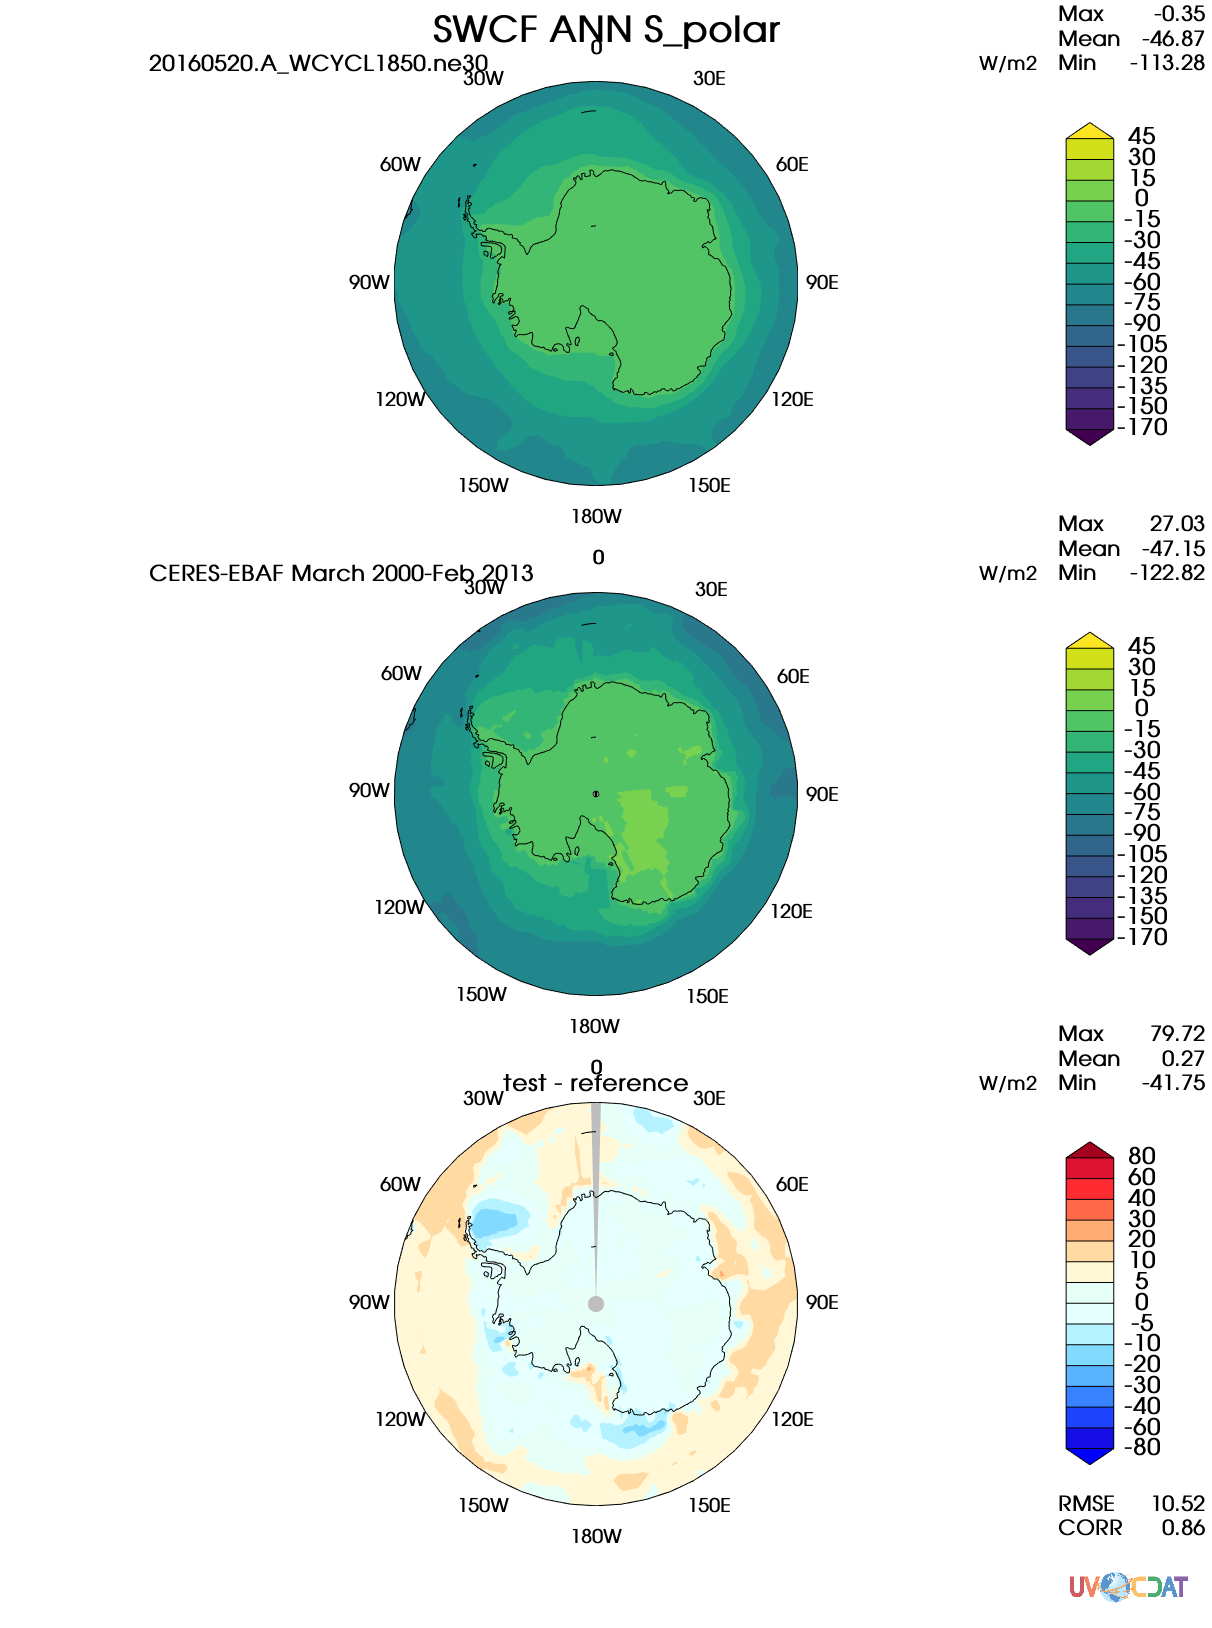 SWCF ANN S_polar
20160520.A_WCYCL1850.ne30
W/m2
Max -0.35
Mean -46.87
Min -113.28
0
30W 30E
60W 60E
90W 90E
120W 120E
150W 150E
180W
45
30
15
0
-15
-30
-45
-60
-75
-90
-105
-120
-135
-150
-170
CERES-EBAF March 2000-Feb 2013
W/m2
Max 27.03
Mean -47.15
Min -122.82
0
30W 30E
60W 60E
90W 90E
120W 120E
150W 150E
180W
45
30
15
0
-15
-30
-45
-60
-75
-90
-105
-120
-135
-150
-170
test - reference
W/m2
Max 79.72
Mean 0.27
Min -41.75
0
30W 30E
60W 60E
90W 90E
120W 120E
150W 150E
180W
80
60
40
30
20
10
5
0
-5
-10
-20
-30
-40
-60
-80
RMSE 10.52
CORR 0.86
UV CDAT